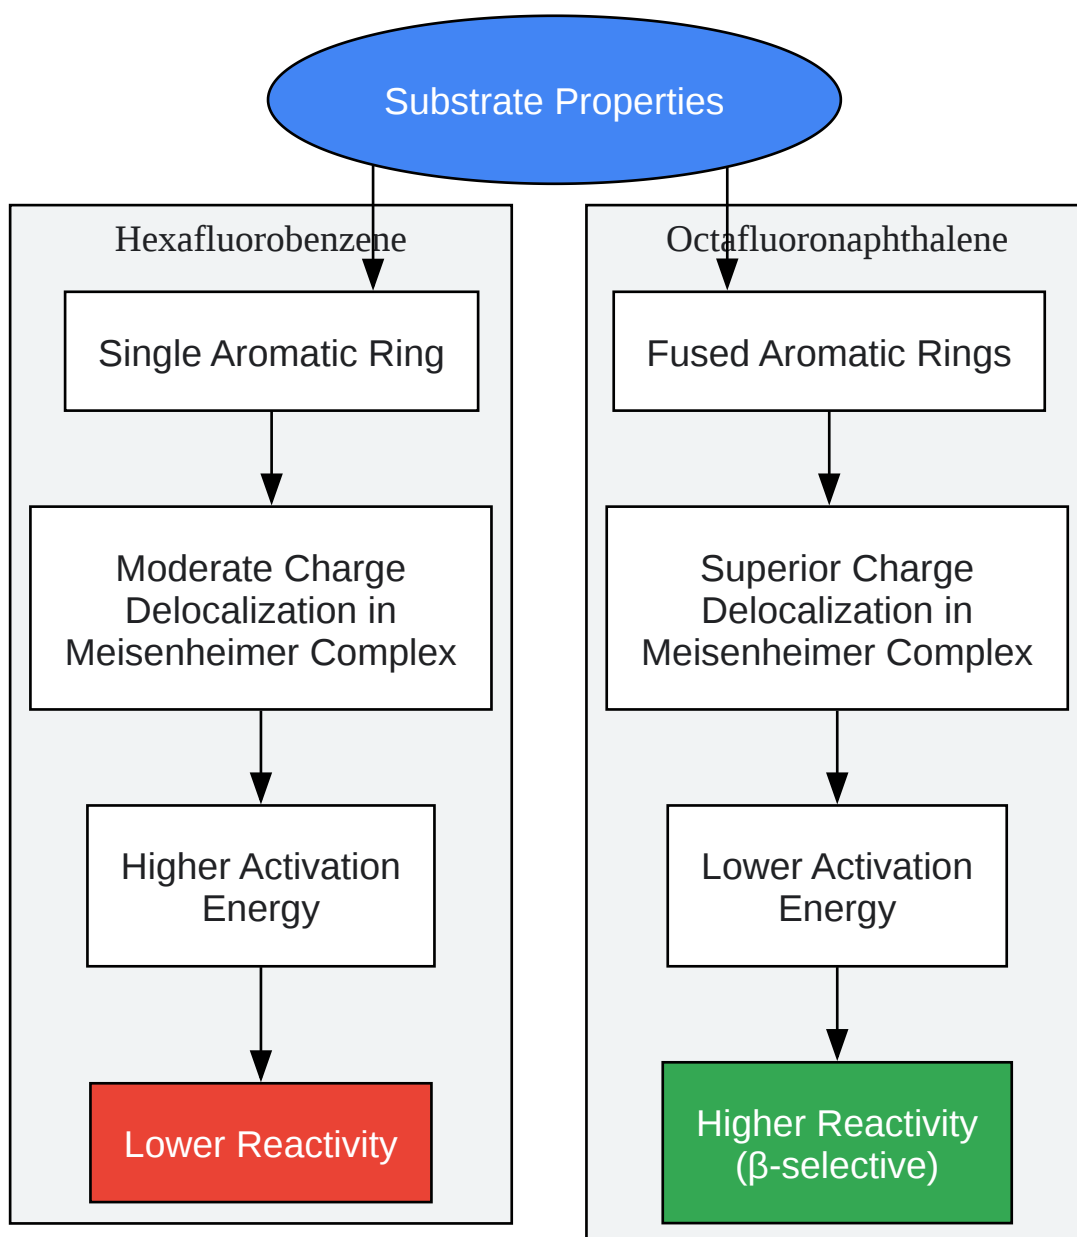 Substrate Properties
Hexafluorobenzene
Single Aromatic Ring
Moderate Charge
Delocalization in
Meisenheimer Complex
Higher Activation
Energy
Lower Reactivity
Octafluoronaphthalene
Fused Aromatic Rings
Superior Charge
Delocalization in
Meisenheimer Complex
Lower Activation
Energy
Higher Reactivity
(β-selective)